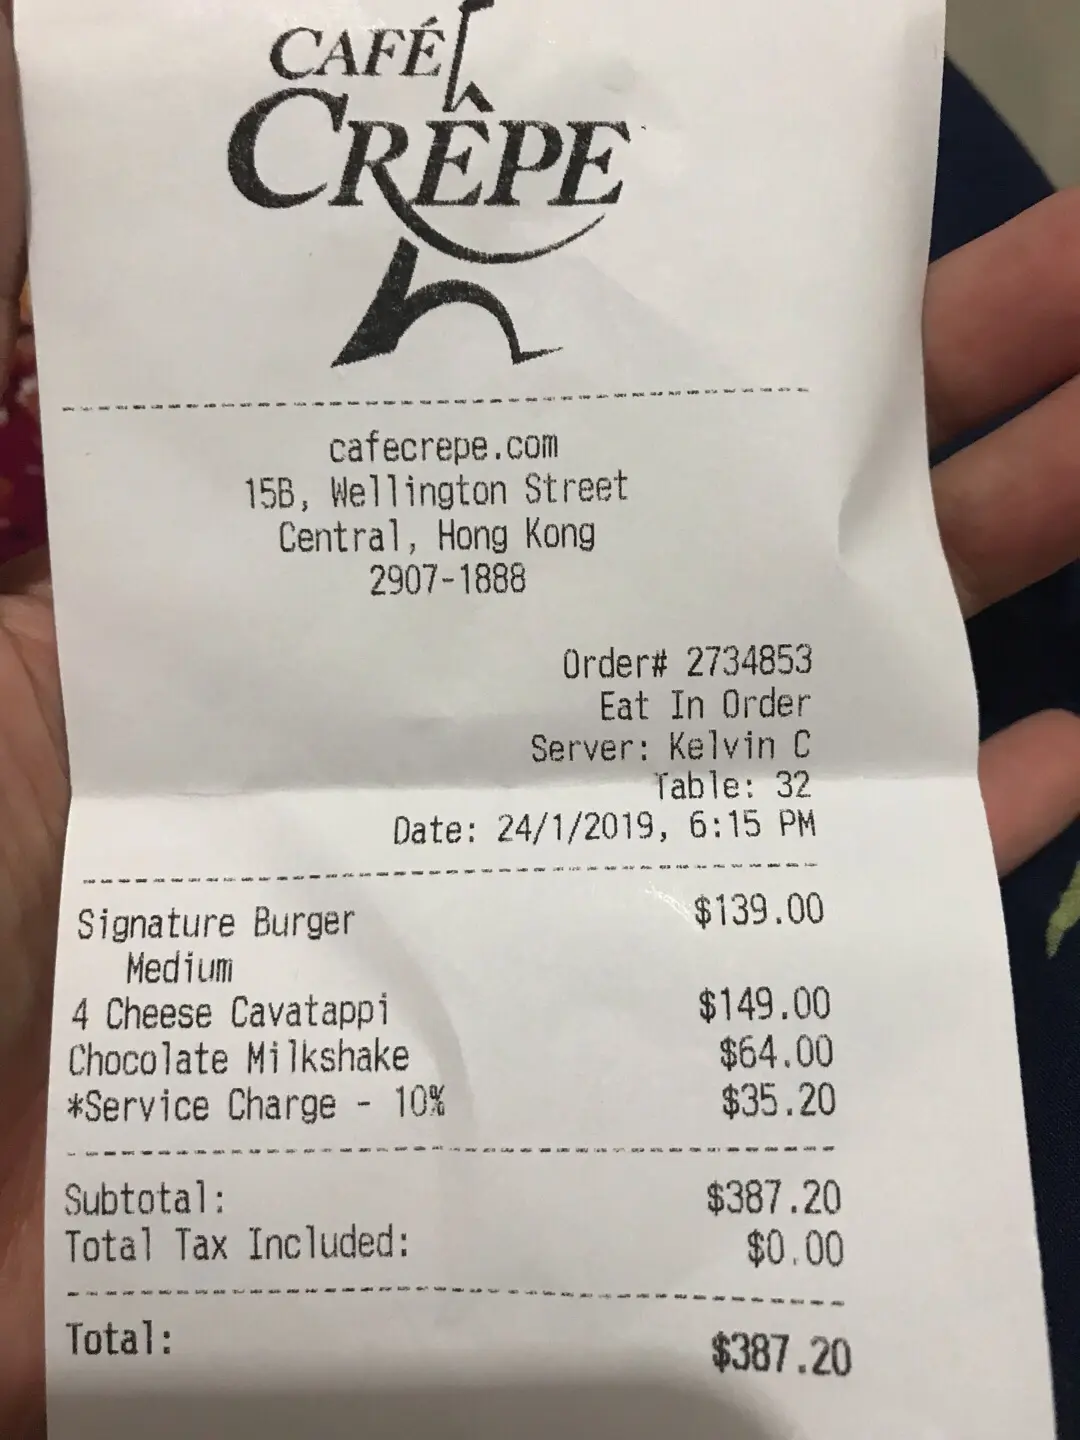 CAFÉ
CRÊPE
cafecrepe.com
15B, Wellington Street
Central, Hong Kong
2907-1888
Order# 2734853
Eat In Order
Server: Kelvin C
Table: 32
Date: 24/1/2019, 6:15 PM
Signature Burger $139.00
Medium
4 Cheese Cavatappi $149.00
Chocolate Milkshake $64.00
*Service Charge - 10% $35.20
Subtotal: $387.20
Total Tax Included: $0.00
Total: $387.20